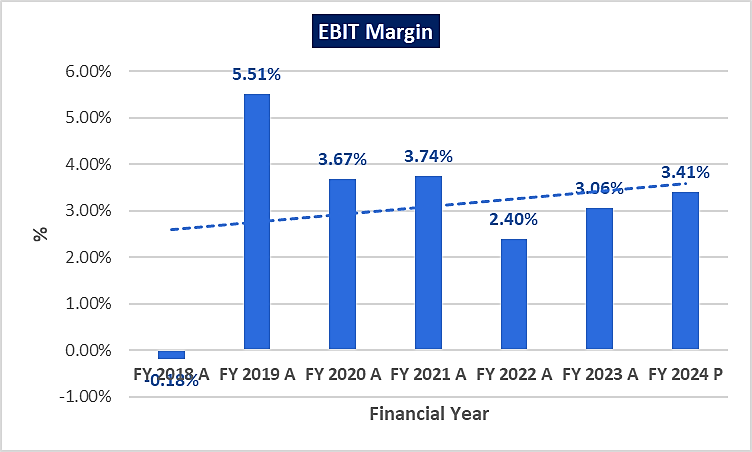 EBIT Margin
6.00%
5.00%
4.00%
3.00%
2.00%
1.00%
0.00%
-1.00%
%
-0.18%
5.51%
3.67%
3.74%
2.40%
3.06%
3.41%
FY 2018 A
FY 2019 A
FY 2020 A
FY 2021 A
FY 2022 A
FY 2023 A
FY 2024 P
Financial Year